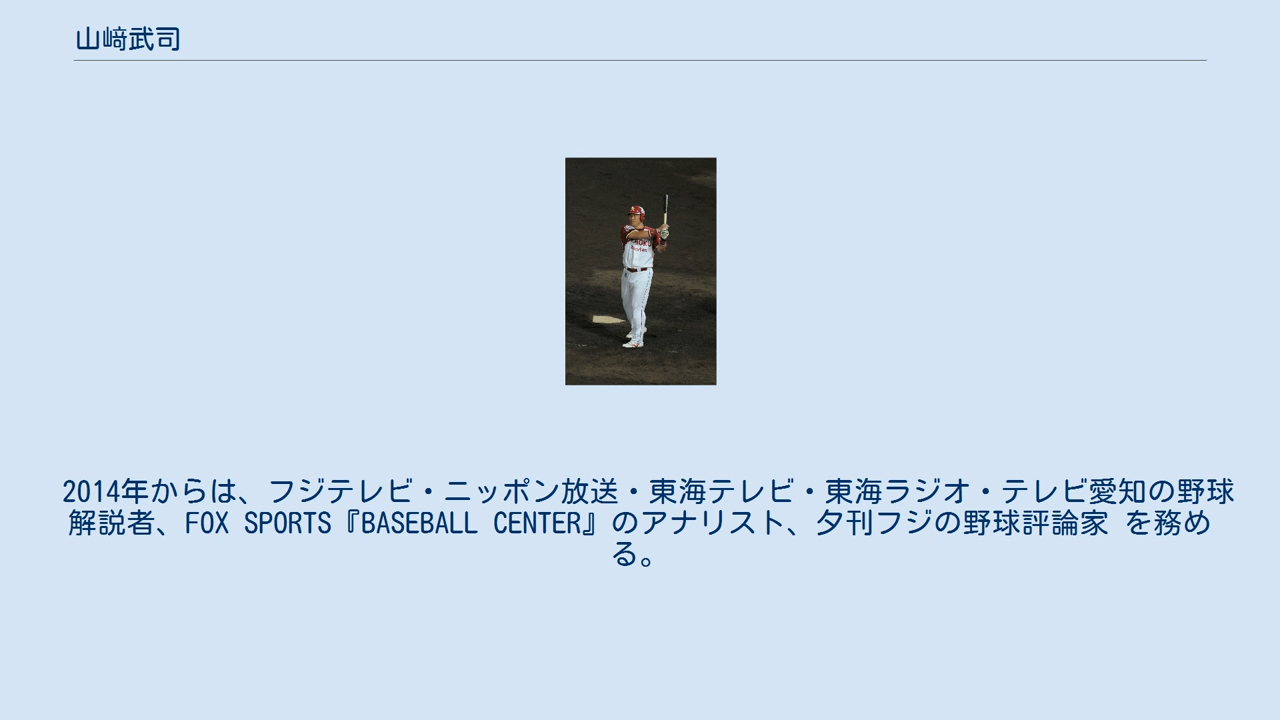 山﨑武司
2014年からは、フジテレビ・ニッポン放送・東海テレビ・東海ラジオ・テレビ愛知の野球
解説者、FOX SPORTS『BASEBALL CENTER』のアナリスト、夕刊フジの野球評論家 を務め
る。